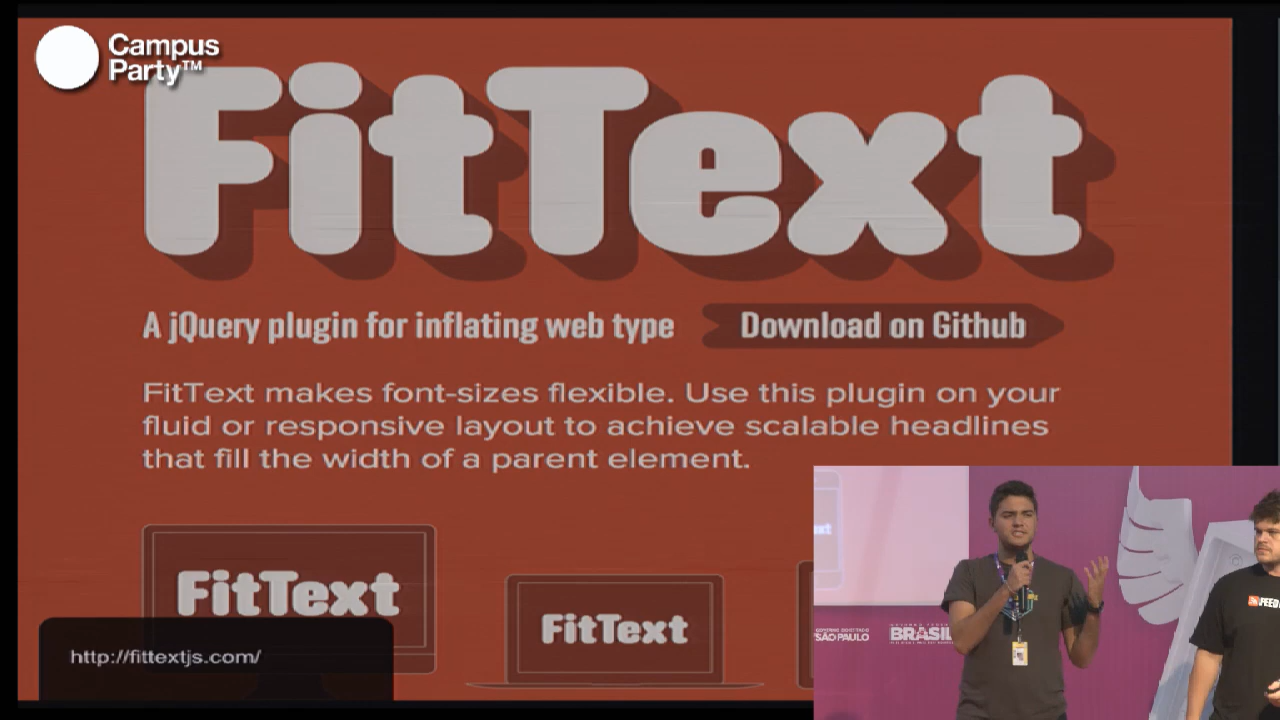 Campus
Party™
FitText
A jQuery plugin for inflating web type
Download on Github
FitText makes font-sizes flexible. Use this plugin on your
fluid or responsive layout to achieve scalable headlines
that fill the width of a parent element.
FitText
FitText
http://fittextjs.com/
SÃO PAULO
BRASIL
FEED